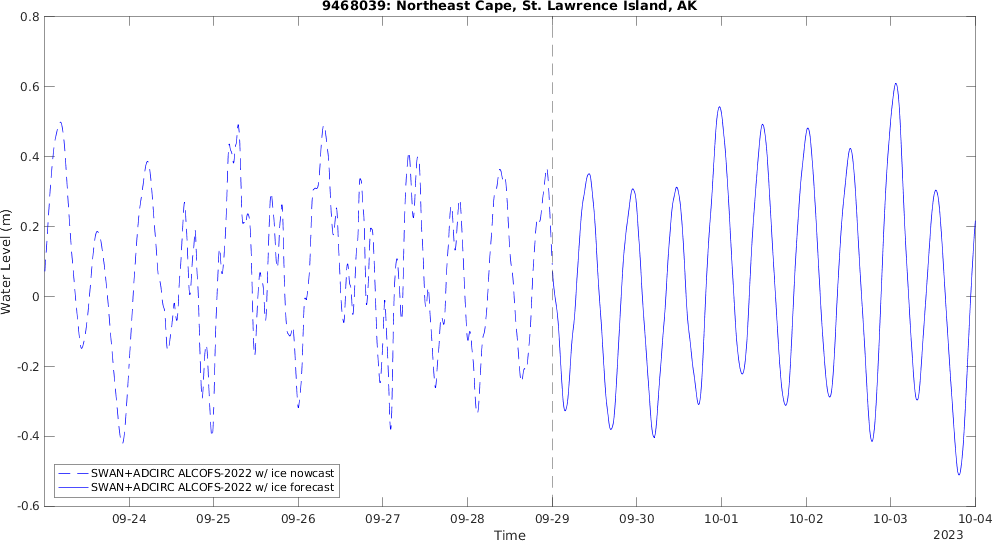 9468039: Northeast Cape, St. Lawrence Island, AK
Water Level (m)
0.8
0.6
0.4
0.2
0
-0.2
-0.4
-0.6
SWAN+ADCIRC ALCOFS-2022 w/ ice nowcast
SWAN+ADCIRC ALCOFS-2022 w/ ice forecast
09-24 09-25 09-26 09-27 09-28 09-29 09-30 10-01 10-02 10-03 10-04
Time
2023